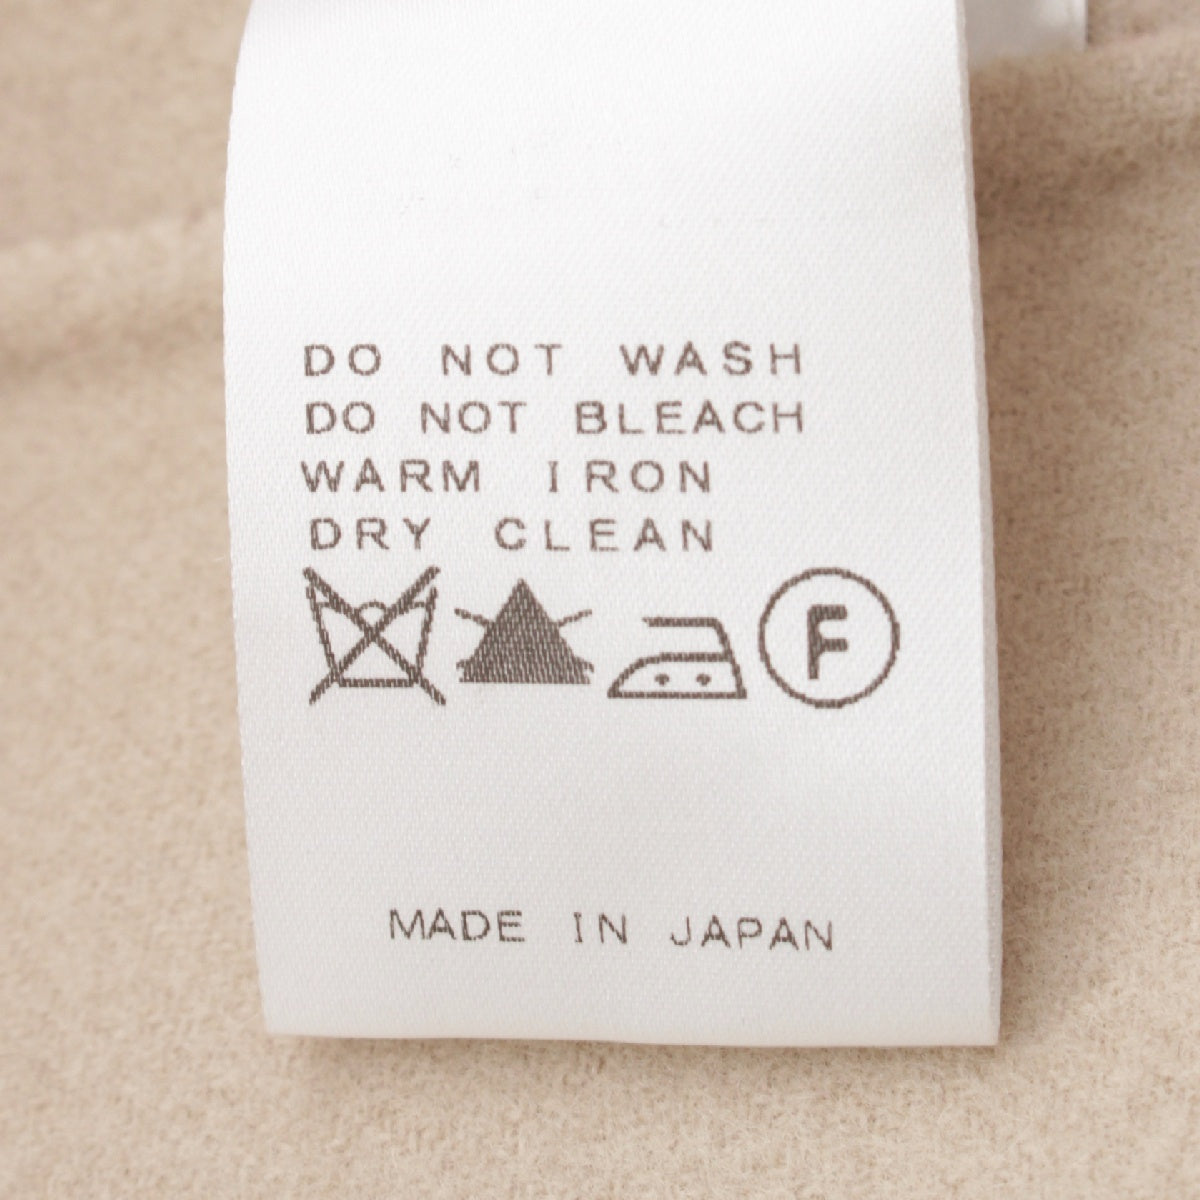 DO NOT WASH
DO NOT BLEACH
WARM IRON
DRY CLEAN
F
MADE IN JAPAN